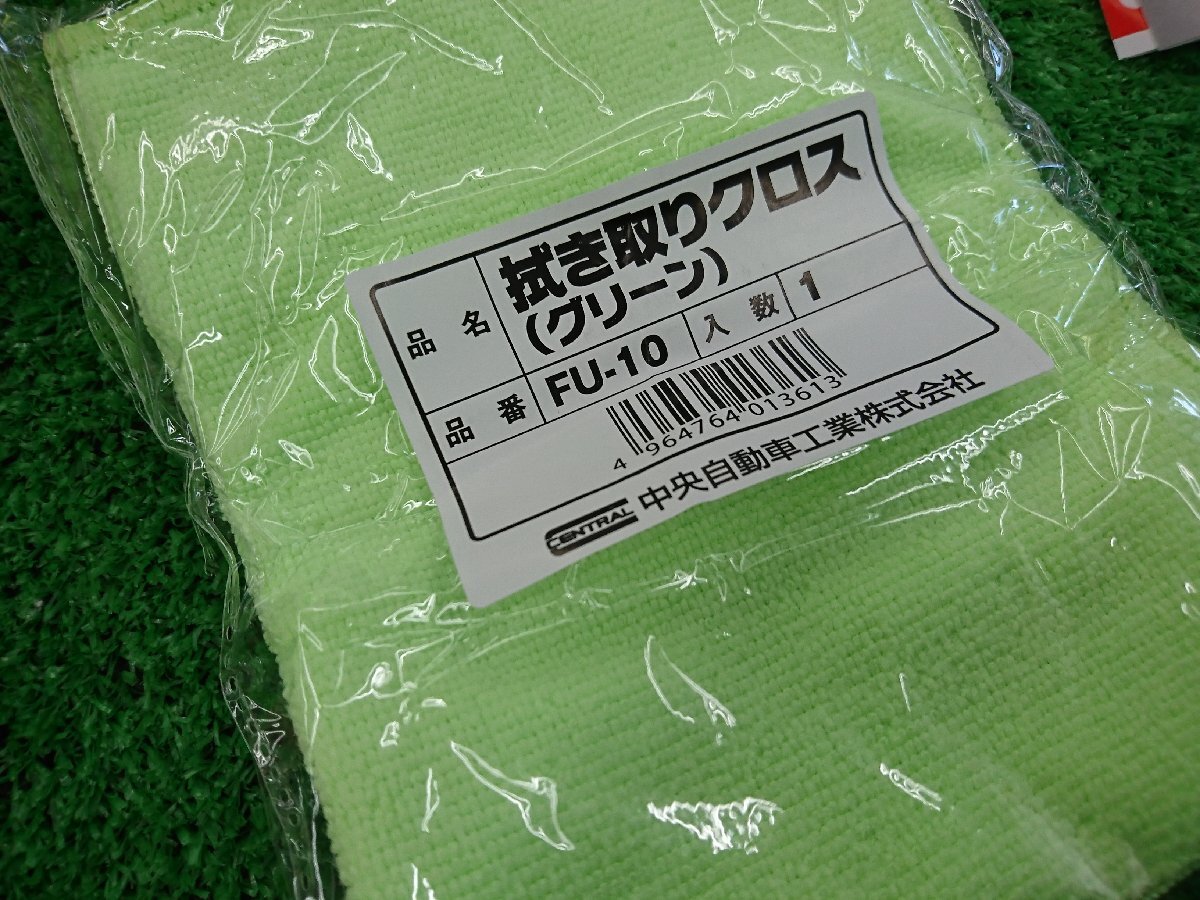 品名 拭き取りクロス
(グリーン)
品番 FU-10 入数 1
4 964764 013613
CENTRAL 中央自動車工業株式会社